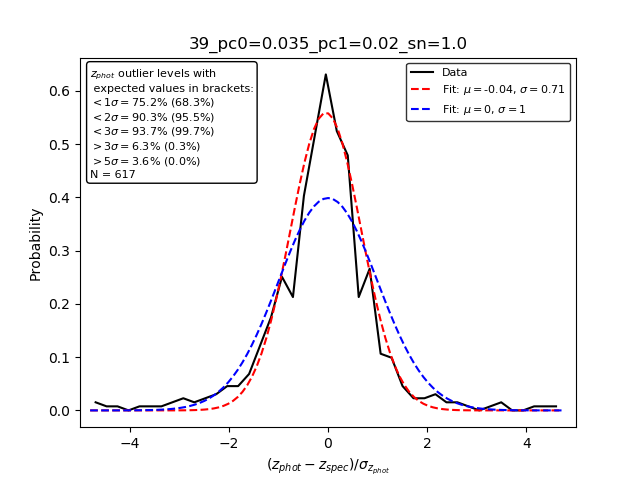 39_pc0=0.035_pc1=0.02_sn=1.0
z_phot outlier levels with
expected values in brackets:
<1σ=75.2% (68.3%)
<2σ=90.3% (95.5%)
<3σ=93.7% (99.7%)
>3σ=6.3% (0.3%)
>5σ=3.6% (0.0%)
N = 617
Data
Fit: μ=-0.04, σ=0.71
Fit: μ=0, σ=1
Probability
0.6
0.5
0.4
0.3
0.2
0.1
0.0
−4 −2 0 2 4
(z_phot − z_spec)/σ_z_phot